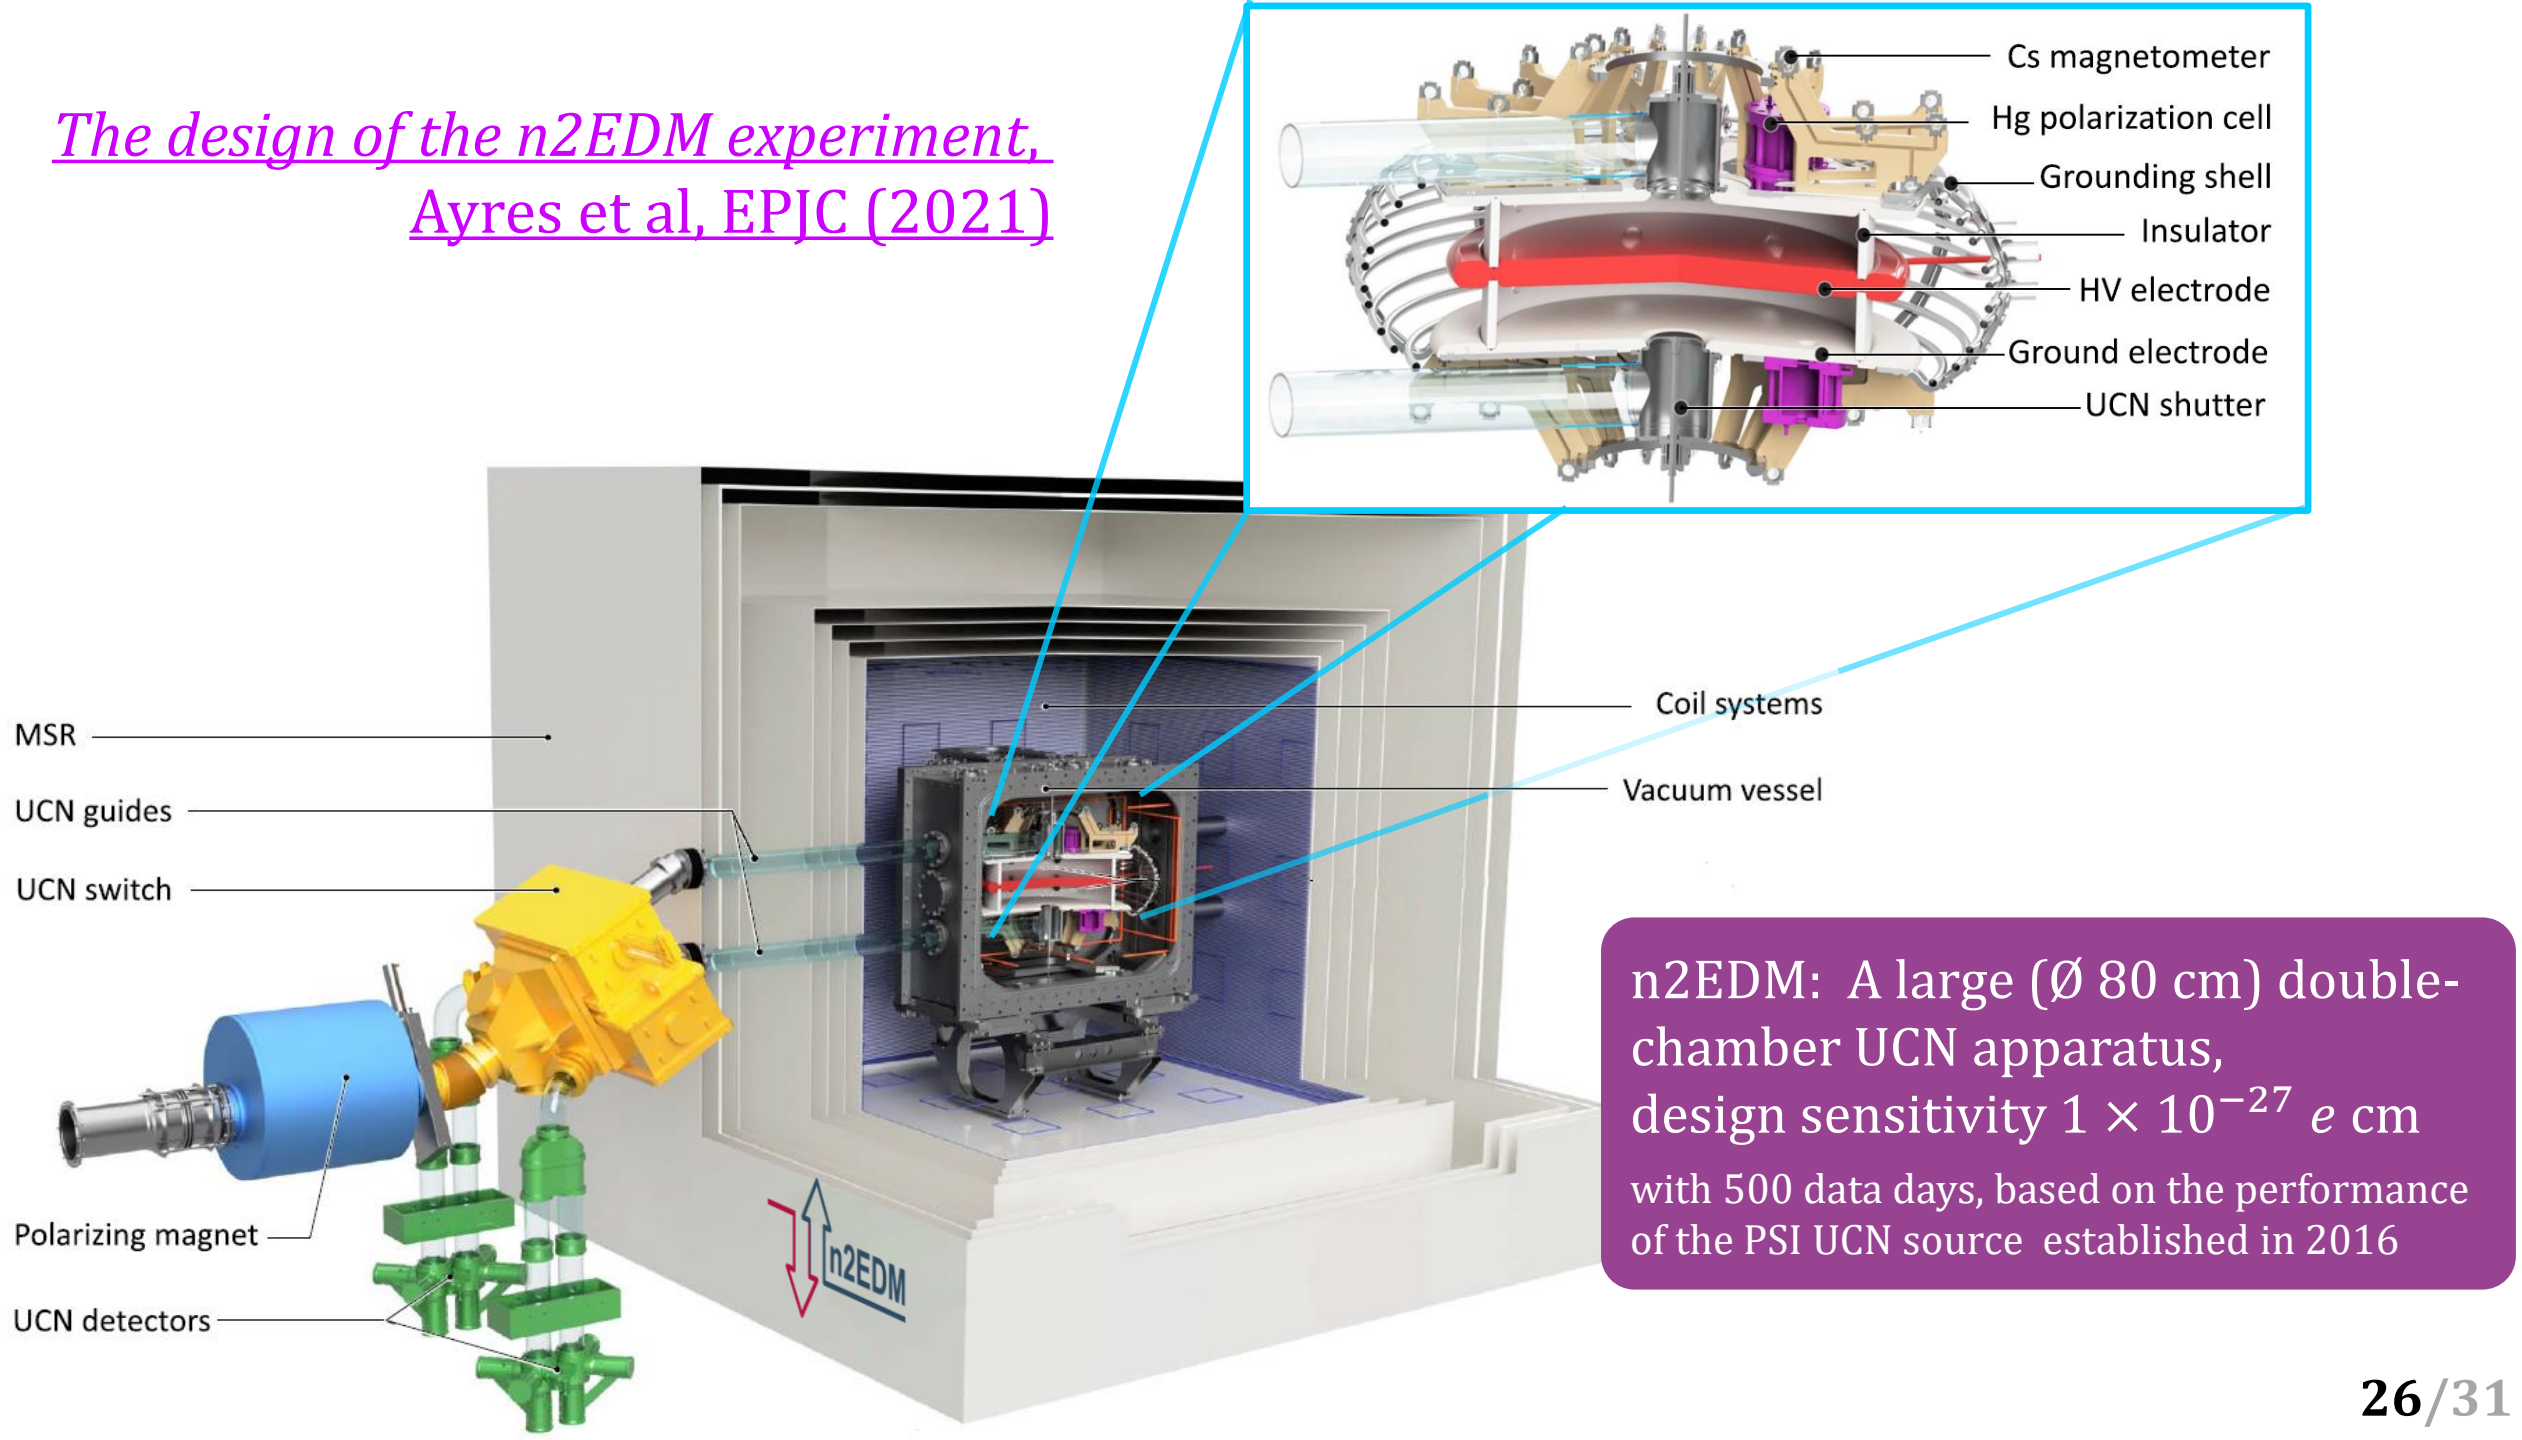 The design of the n2EDM experiment,
Ayres et al, EPJC (2021)
Cs magnetometer
Hg polarization cell
Grounding shell
Insulator
HV electrode
Ground electrode
UCN shutter
MSR
UCN guides
UCN switch
Polarizing magnet
UCN detectors
Coil systems
Vacuum vessel
n2EDM
n2EDM:  A large (Ø 80 cm) double-
chamber UCN apparatus,
design sensitivity 1 × 10⁻²⁷ e cm
with 500 data days, based on the performance
of the PSI UCN source  established in 2016
26/31